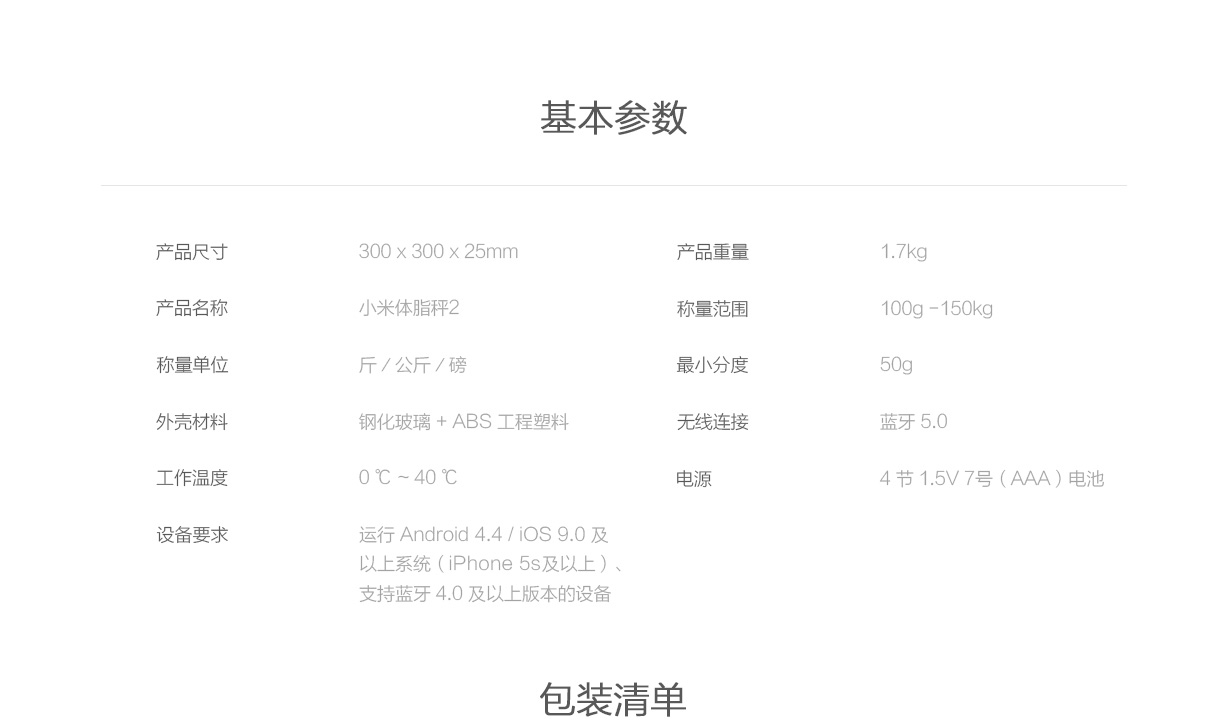 基本参数
产品尺寸 300 x 300 x 25mm 产品重量 1.7kg
产品名称 小米体脂秤2 称量范围 100g -150kg
称量单位 斤 / 公斤 / 磅 最小分度 50g
外壳材料 钢化玻璃 + ABS 工程塑料 无线连接 蓝牙 5.0
工作温度 0 ℃ ~ 40 ℃ 电源 4 节 1.5V 7号（AAA）电池
设备要求 运行 Android 4.4 / iOS 9.0 及
以上系统（iPhone 5s及以上）、
支持蓝牙 4.0 及以上版本的设备
包装清单